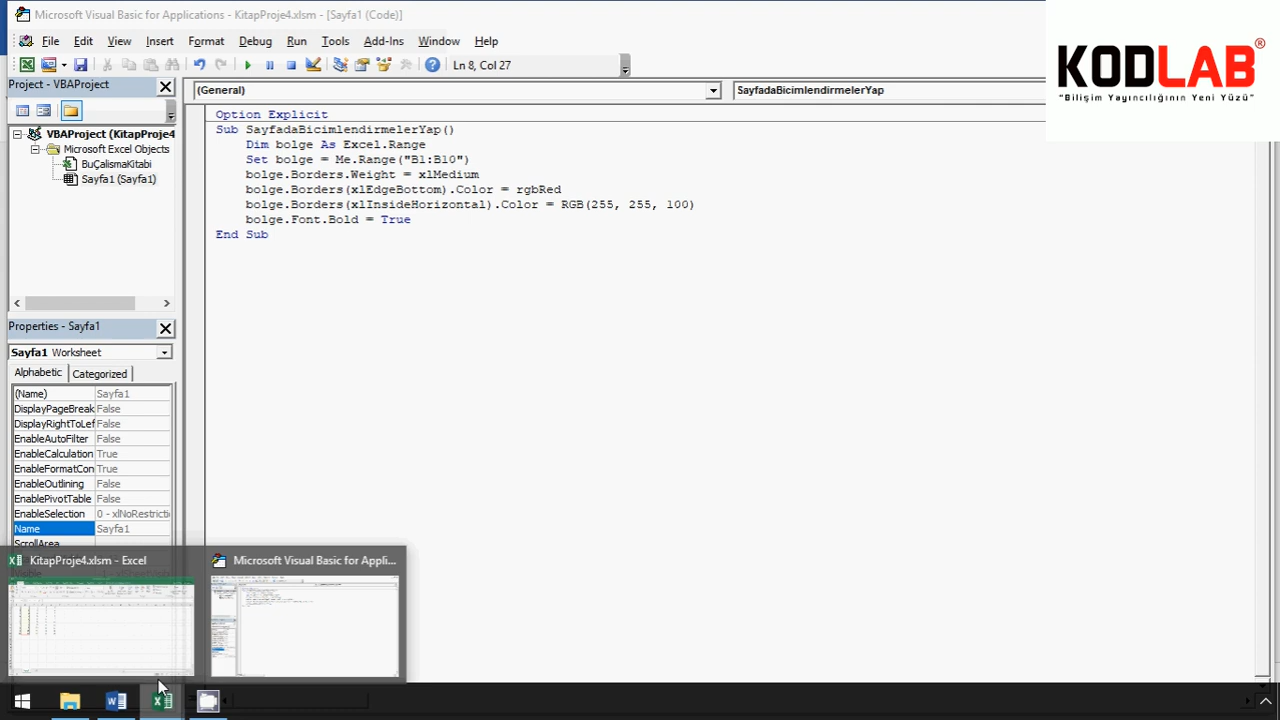 Microsoft Visual Basic for Applications - KitapProje4.xlsm - [Sayfa1 (Code)]
File Edit View Insert Format Debug Run Tools Add-Ins Window Help
Ln 8, Col 27
KODLAB®
"Bilişim Yayıncılığının Yeni Yüzü"
Project - VBAProject
(General)
SayfadaBicimlendirmelerYap
VBAProject (KitapProje4
Microsoft Excel Objects
BuÇalismaKitabi
Sayfa1 (Sayfa1)
Option Explicit
Sub SayfadaBicimlendirmelerYap()
Dim bolge As Excel.Range
Set bolge = Me.Range("B1:B10")
bolge.Borders.Weight = xlMedium
bolge.Borders(xlEdgeBottom).Color = rgbRed
bolge.Borders(xlInsideHorizontal).Color = RGB(255, 255, 100)
bolge.Font.Bold = True
End Sub
Properties - Sayfa1
Sayfa1 Worksheet
Alphabetic Categorized
(Name) Sayfa1
DisplayPageBreak False
DisplayRightToLef False
EnableAutoFilter False
EnableCalculation True
EnableFormatCon True
EnableOutlining False
EnablePivotTable False
EnableSelection 0 - xlNoRestricti
Name Sayfa1
ScrollArea
KitapProje4.xlsm - Excel
Microsoft Visual Basic for Appli...